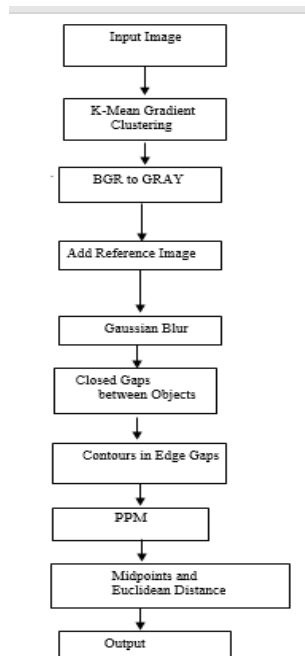 Input Image
K-Mean Gradient
Clustering
BGR to GRAY
Add Reference Image
Gaussian Blur
Closed Gaps
between Objects
Contours in Edge Gaps
PPM
Midpoints and
Euclidean Distance
Output